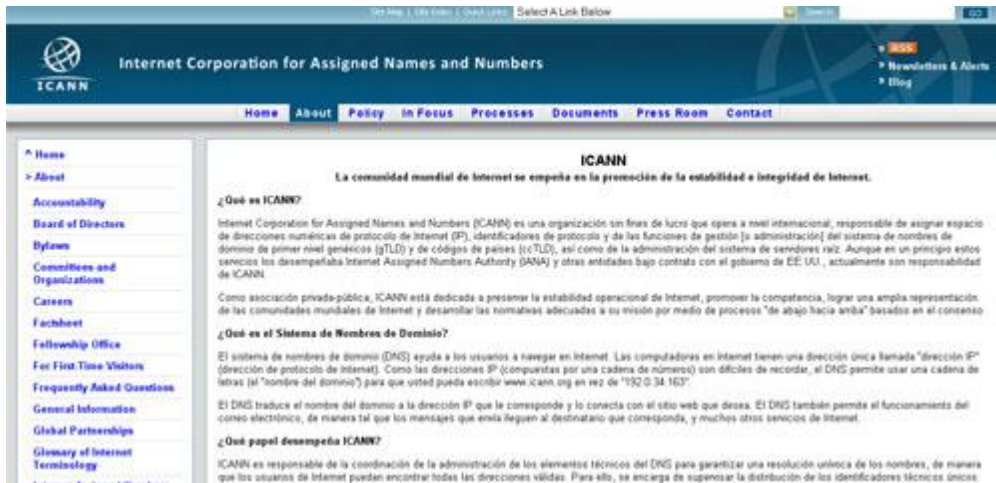 Site Map | Site Index | Quick Links: Select A Link Below Search GO
ICANN
Internet Corporation for Assigned Names and Numbers
RSS
Newsletters & Alerts
Blog
Home About Policy In Focus Processes Documents Press Room Contact
^ Home
> About
Accountability
Board of Directors
Bylaws
Committees and
Organizations
Careers
Factsheet
Fellowship Office
For First Time Visitors
Frequently Asked Questions
General Information
Global Partnerships
Glossary of Internet
Terminology
ICANN
La comunidad mundial de Internet se empeña en la promoción de la estabilidad e integridad de Internet.
¿Qué es ICANN?
Internet Corporation for Assigned Names and Numbers (ICANN) es una organización sin fines de lucro que opera a nivel internacional, responsable de asignar espacio
de direcciones numéricas de protocolo de Internet (IP), identificadores de protocolo y de las funciones de gestión [o administración] del sistema de nombres de
dominio de primer nivel genéricos (gTLD) y de códigos de países (ccTLD), así como de la administración del sistema de servidores raíz. Aunque en un principio estos
servicios los desempeñaba Internet Assigned Numbers Authority (IANA) y otras entidades bajo contrato con el gobierno de EE.UU., actualmente son responsabilidad
de ICANN.
Como asociación privada-pública, ICANN está dedicada a preservar la estabilidad operacional de Internet, promover la competencia, lograr una amplia representación
de las comunidades mundiales de Internet y desarrollar las normativas adecuadas a su misión por medio de procesos "de abajo hacia arriba" basados en el consenso
¿Qué es el Sistema de Nombres de Dominio?
El sistema de nombres de dominio (DNS) ayuda a los usuarios a navegar en Internet. Las computadoras en Internet tienen una dirección única llamada "dirección IP"
(dirección de protocolo de Internet). Como las direcciones IP (compuestas por una cadena de números) son difíciles de recordar, el DNS permite usar una cadena de
letras (el "nombre del dominio") para que usted pueda escribir www.icann.org en vez de "192.0.34.163".
El DNS traduce el nombre del dominio a la dirección IP que le corresponde y lo conecta con el sitio web que desea. El DNS también permite el funcionamiento del
correo electrónico, de manera tal que los mensajes que envía lleguen al destinatario que corresponda, y muchos otros servicios de Internet.
¿Qué papel desempeña ICANN?
ICANN es responsable de la coordinación de la administración de los elementos técnicos del DNS para garantizar una resolución unívoca de los nombres, de manera
que los usuarios de Internet puedan encontrar todas las direcciones válidas. Para ello, se encarga de supervisar la distribución de los identificadores técnicos únicos